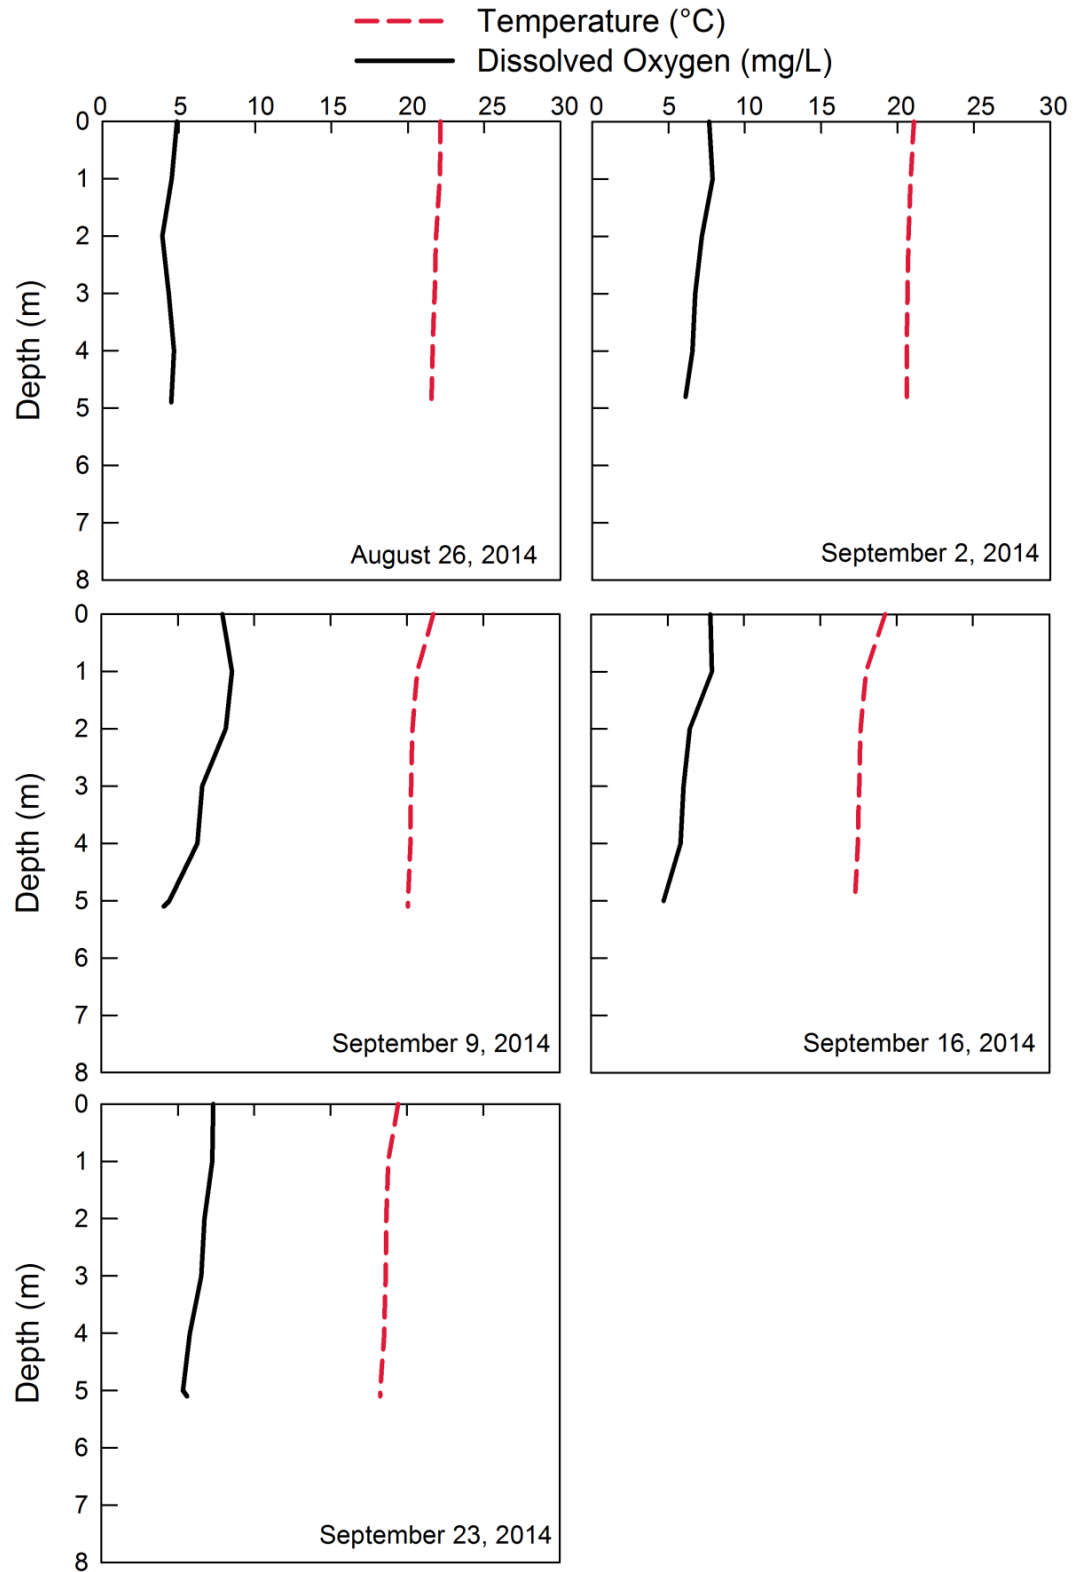 Temperature (°C)
Dissolved Oxygen (mg/L)
0 5 10 15 20 25 30
0 5 10 15 20 25 30
0
1
2
3
4
5
6
7
8
Depth (m)
August 26, 2014
September 2, 2014
0
1
2
3
4
5
6
7
8
Depth (m)
September 9, 2014
September 16, 2014
0
1
2
3
4
5
6
7
8
Depth (m)
September 23, 2014